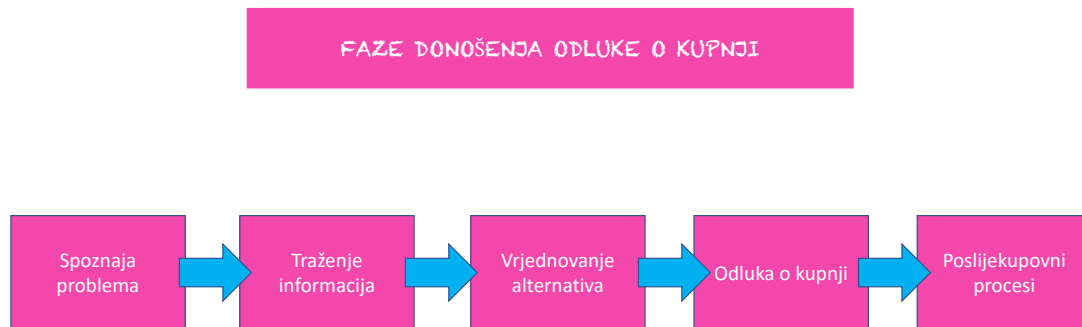 FAZE DONOŠENJA ODLUKE O KUPNJI
Spoznaja
problema
Traženje
informacija
Vrjednovanje
alternativa
Odluka o kupnji
Poslijekupovni
procesi